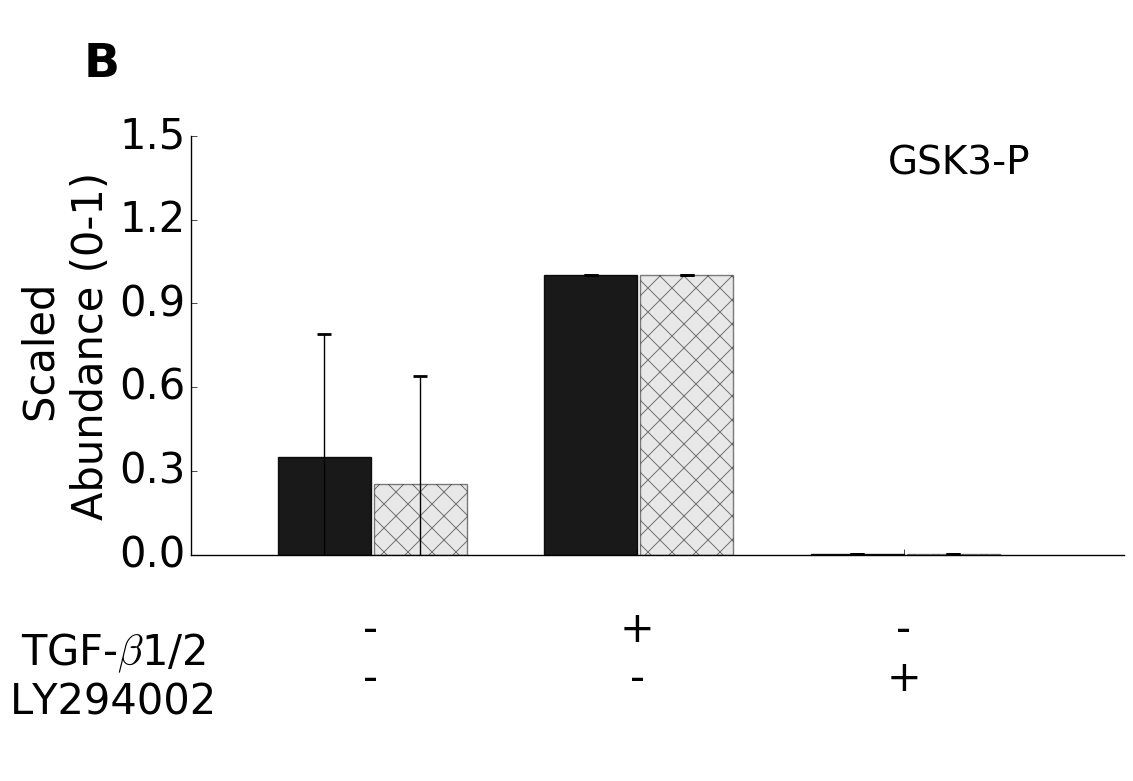 B
GSK3-P
Scaled
Abundance (0-1)
1.5
1.2
0.9
0.6
0.3
0.0
TGF-β1/2 - + -
LY294002 - - +